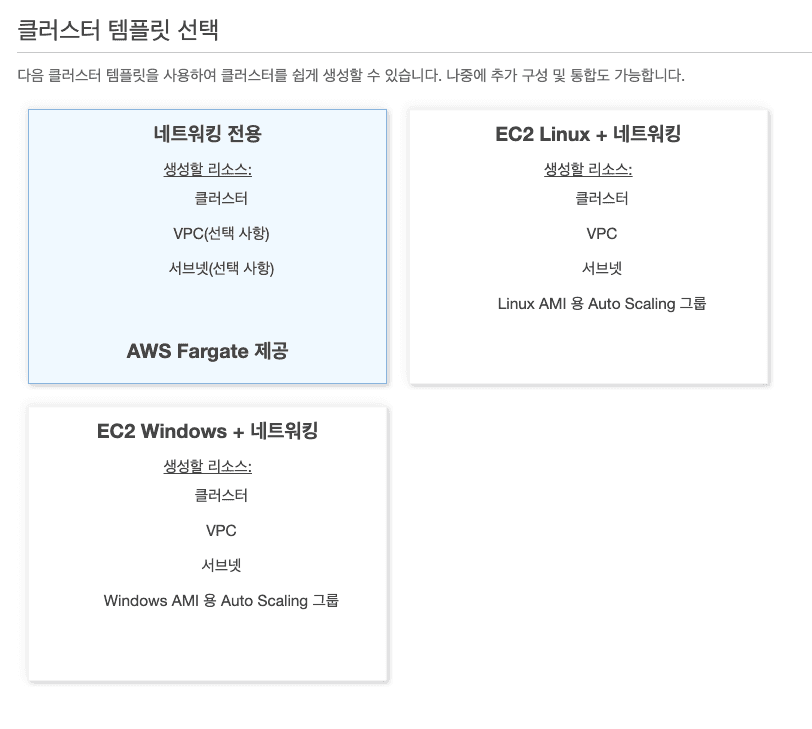 클러스터 템플릿 선택
다음 클러스터 템플릿을 사용하여 클러스터를 쉽게 생성할 수 있습니다. 나중에 추가 구성 및 통합도 가능합니다.
네트워킹 전용
생성할 리소스:
클러스터
VPC(선택 사항)
서브넷(선택 사항)
AWS Fargate 제공
EC2 Linux + 네트워킹
생성할 리소스:
클러스터
VPC
서브넷
Linux AMI 용 Auto Scaling 그룹
EC2 Windows + 네트워킹
생성할 리소스:
클러스터
VPC
서브넷
Windows AMI 용 Auto Scaling 그룹